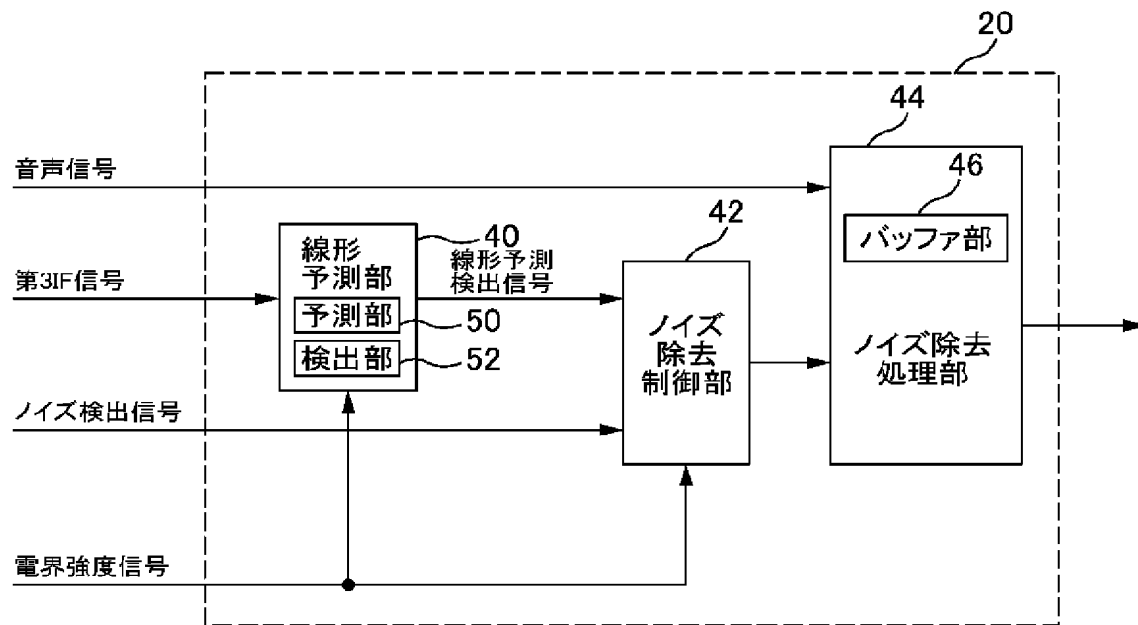 20
44
音声信号
46
42
バッファ部
線形
予測部
40
線形予測
検出信号
第3IF信号
予測部
50
検出部
52
ノイズ
除去
制御部
ノイズ除去
処理部
ノイズ検出信号
電界強度信号